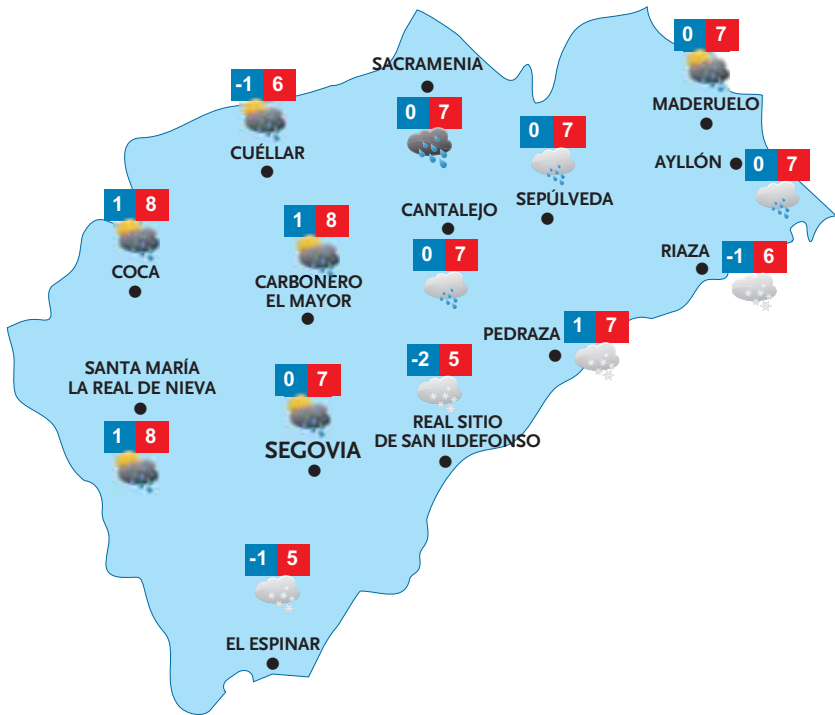 0 7
MADERUELO
SACRAMENIA
0 7
-1 6
CUÉLLAR
0 7
SEPÚLVEDA
AYLLÓN
0 7
1 8
COCA
CANTALEJO
0 7
1 8
CARBONERO
EL MAYOR
RIAZA
-1 6
PEDRAZA
1 7
SANTA MARÍA
LA REAL DE NIEVA
1 8
0 7
SEGOVIA
-2 5
REAL SITIO
DE SAN ILDEFONSO
-1 5
EL ESPINAR